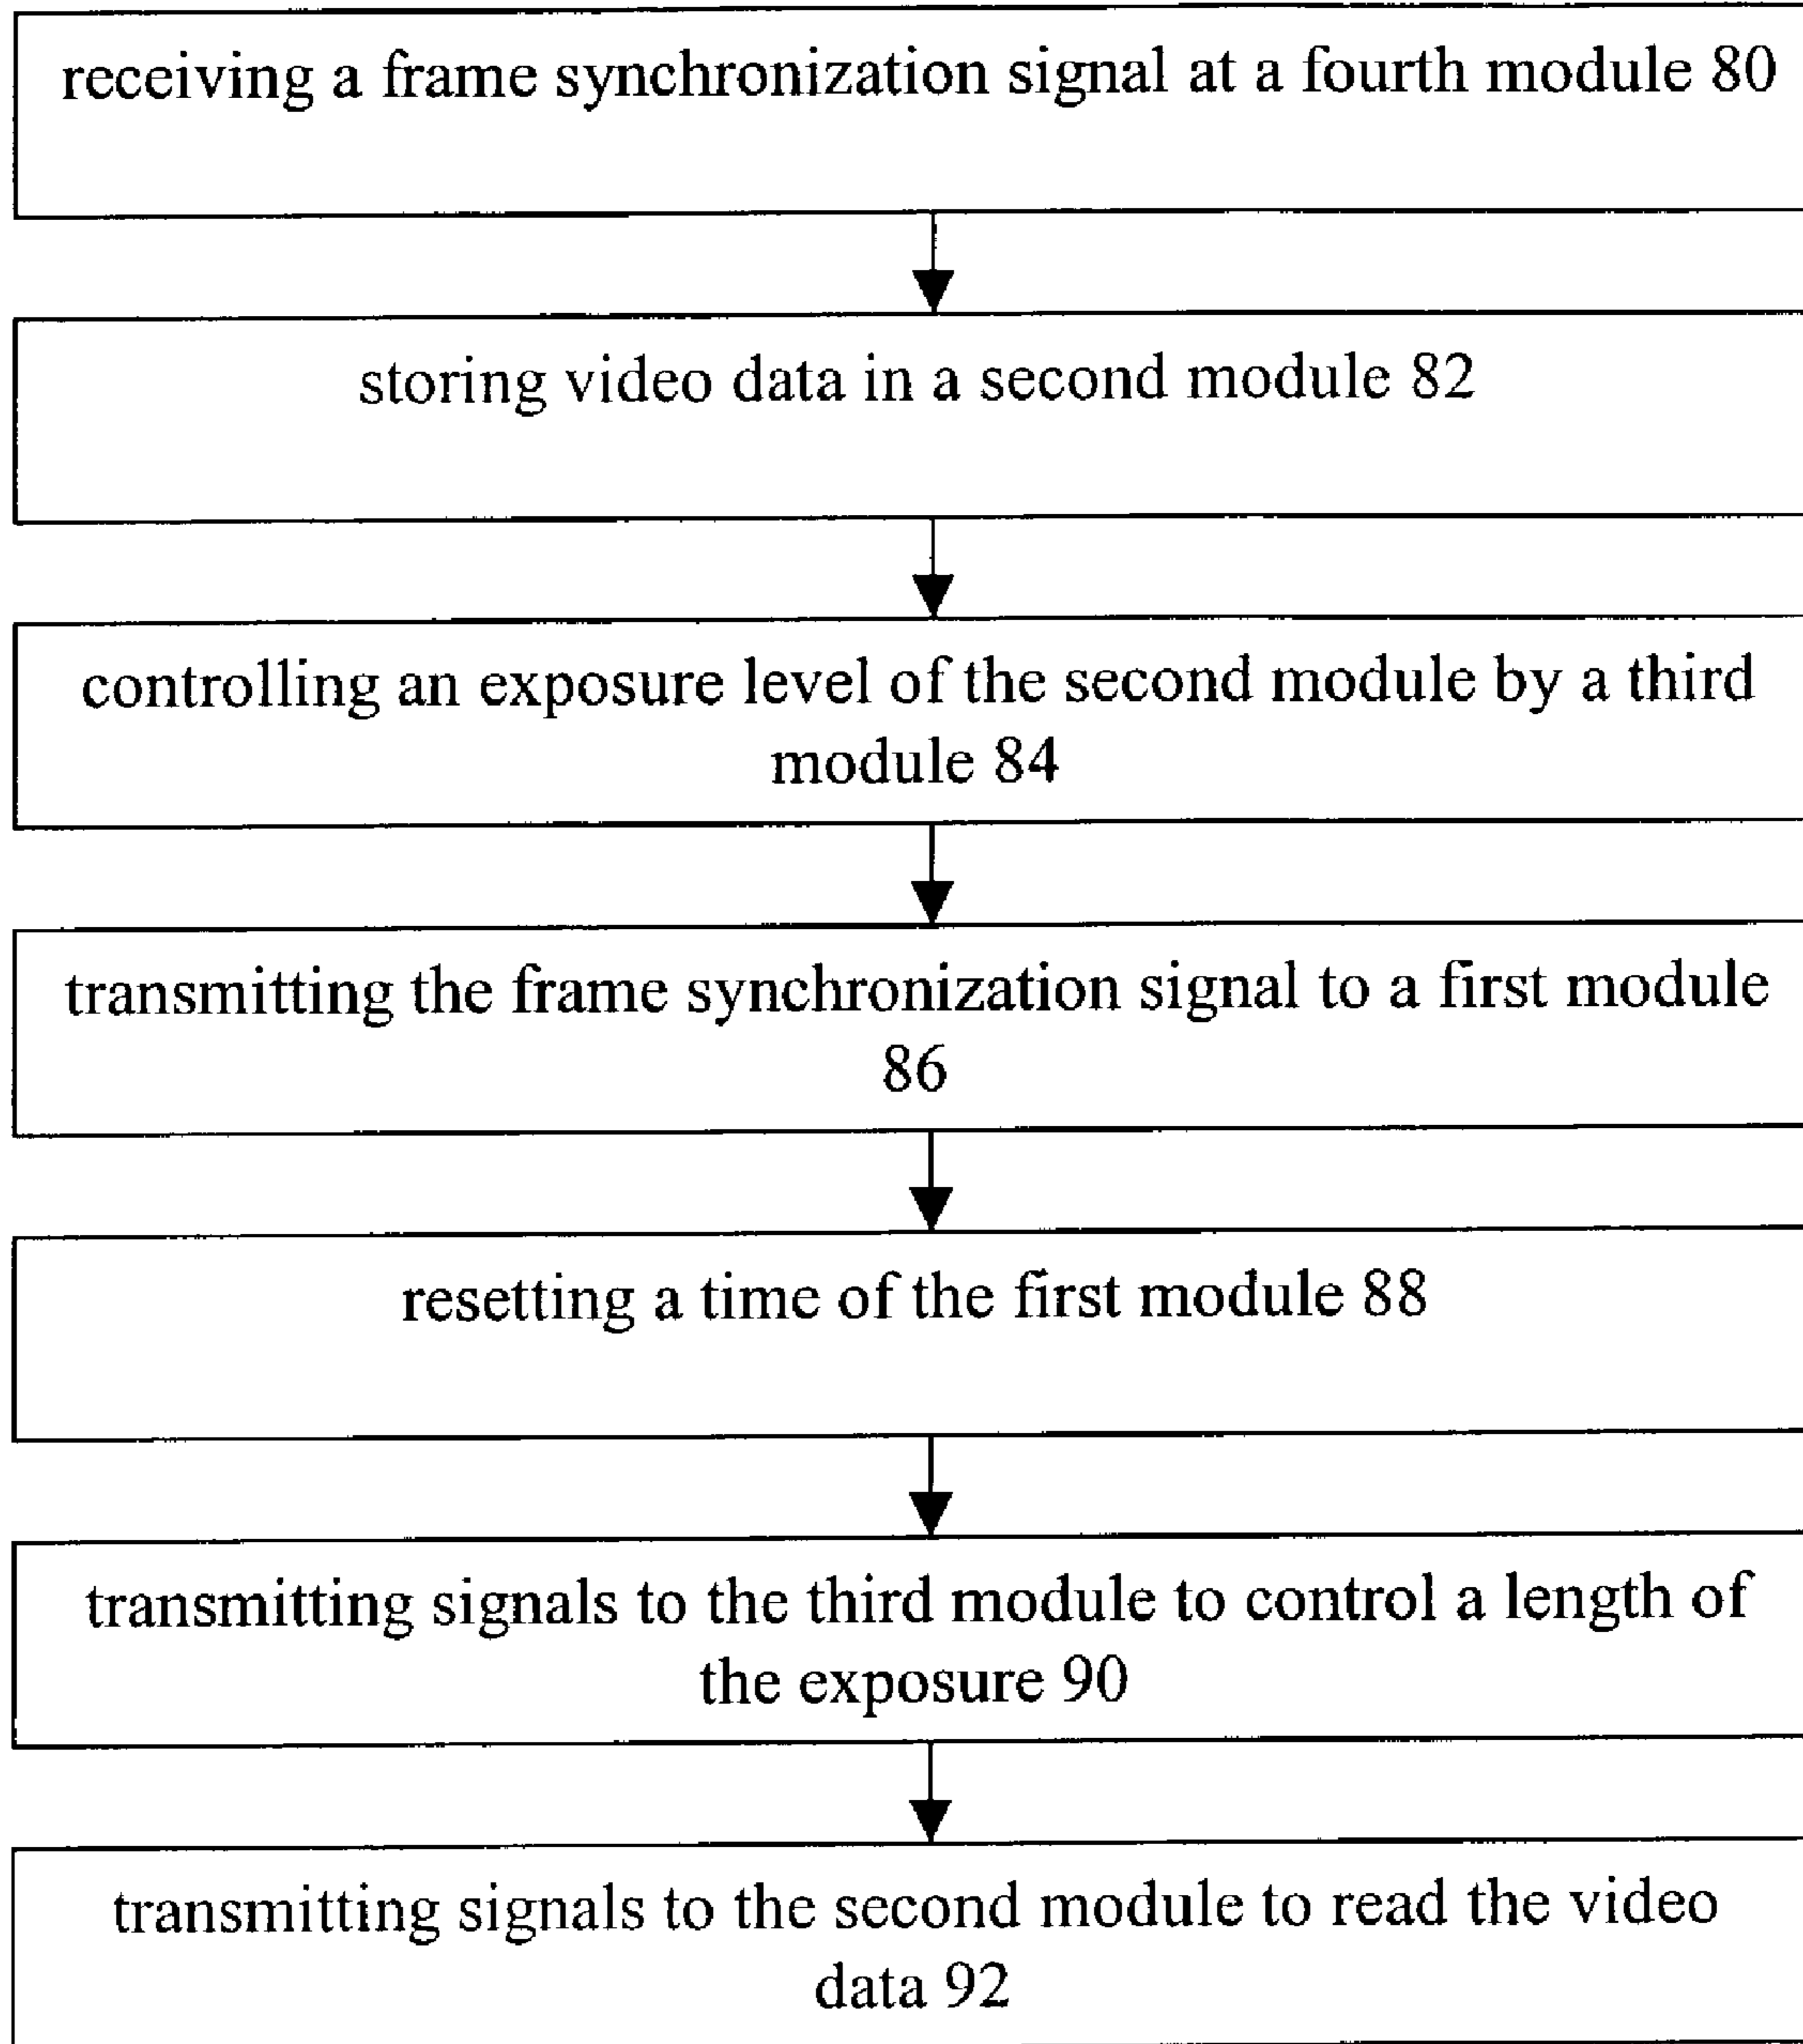 receiving a frame synchronization signal at a fourth module 80
storing video data in a second module 82
controlling an exposure level of the second module by a third
module 84
transmitting the frame synchronization signal to a first module
86
resetting a time of the first module 88
transmitting signals to the third module to control a length of
the exposure 90
transmitting signals to the second module to read the video
data 92